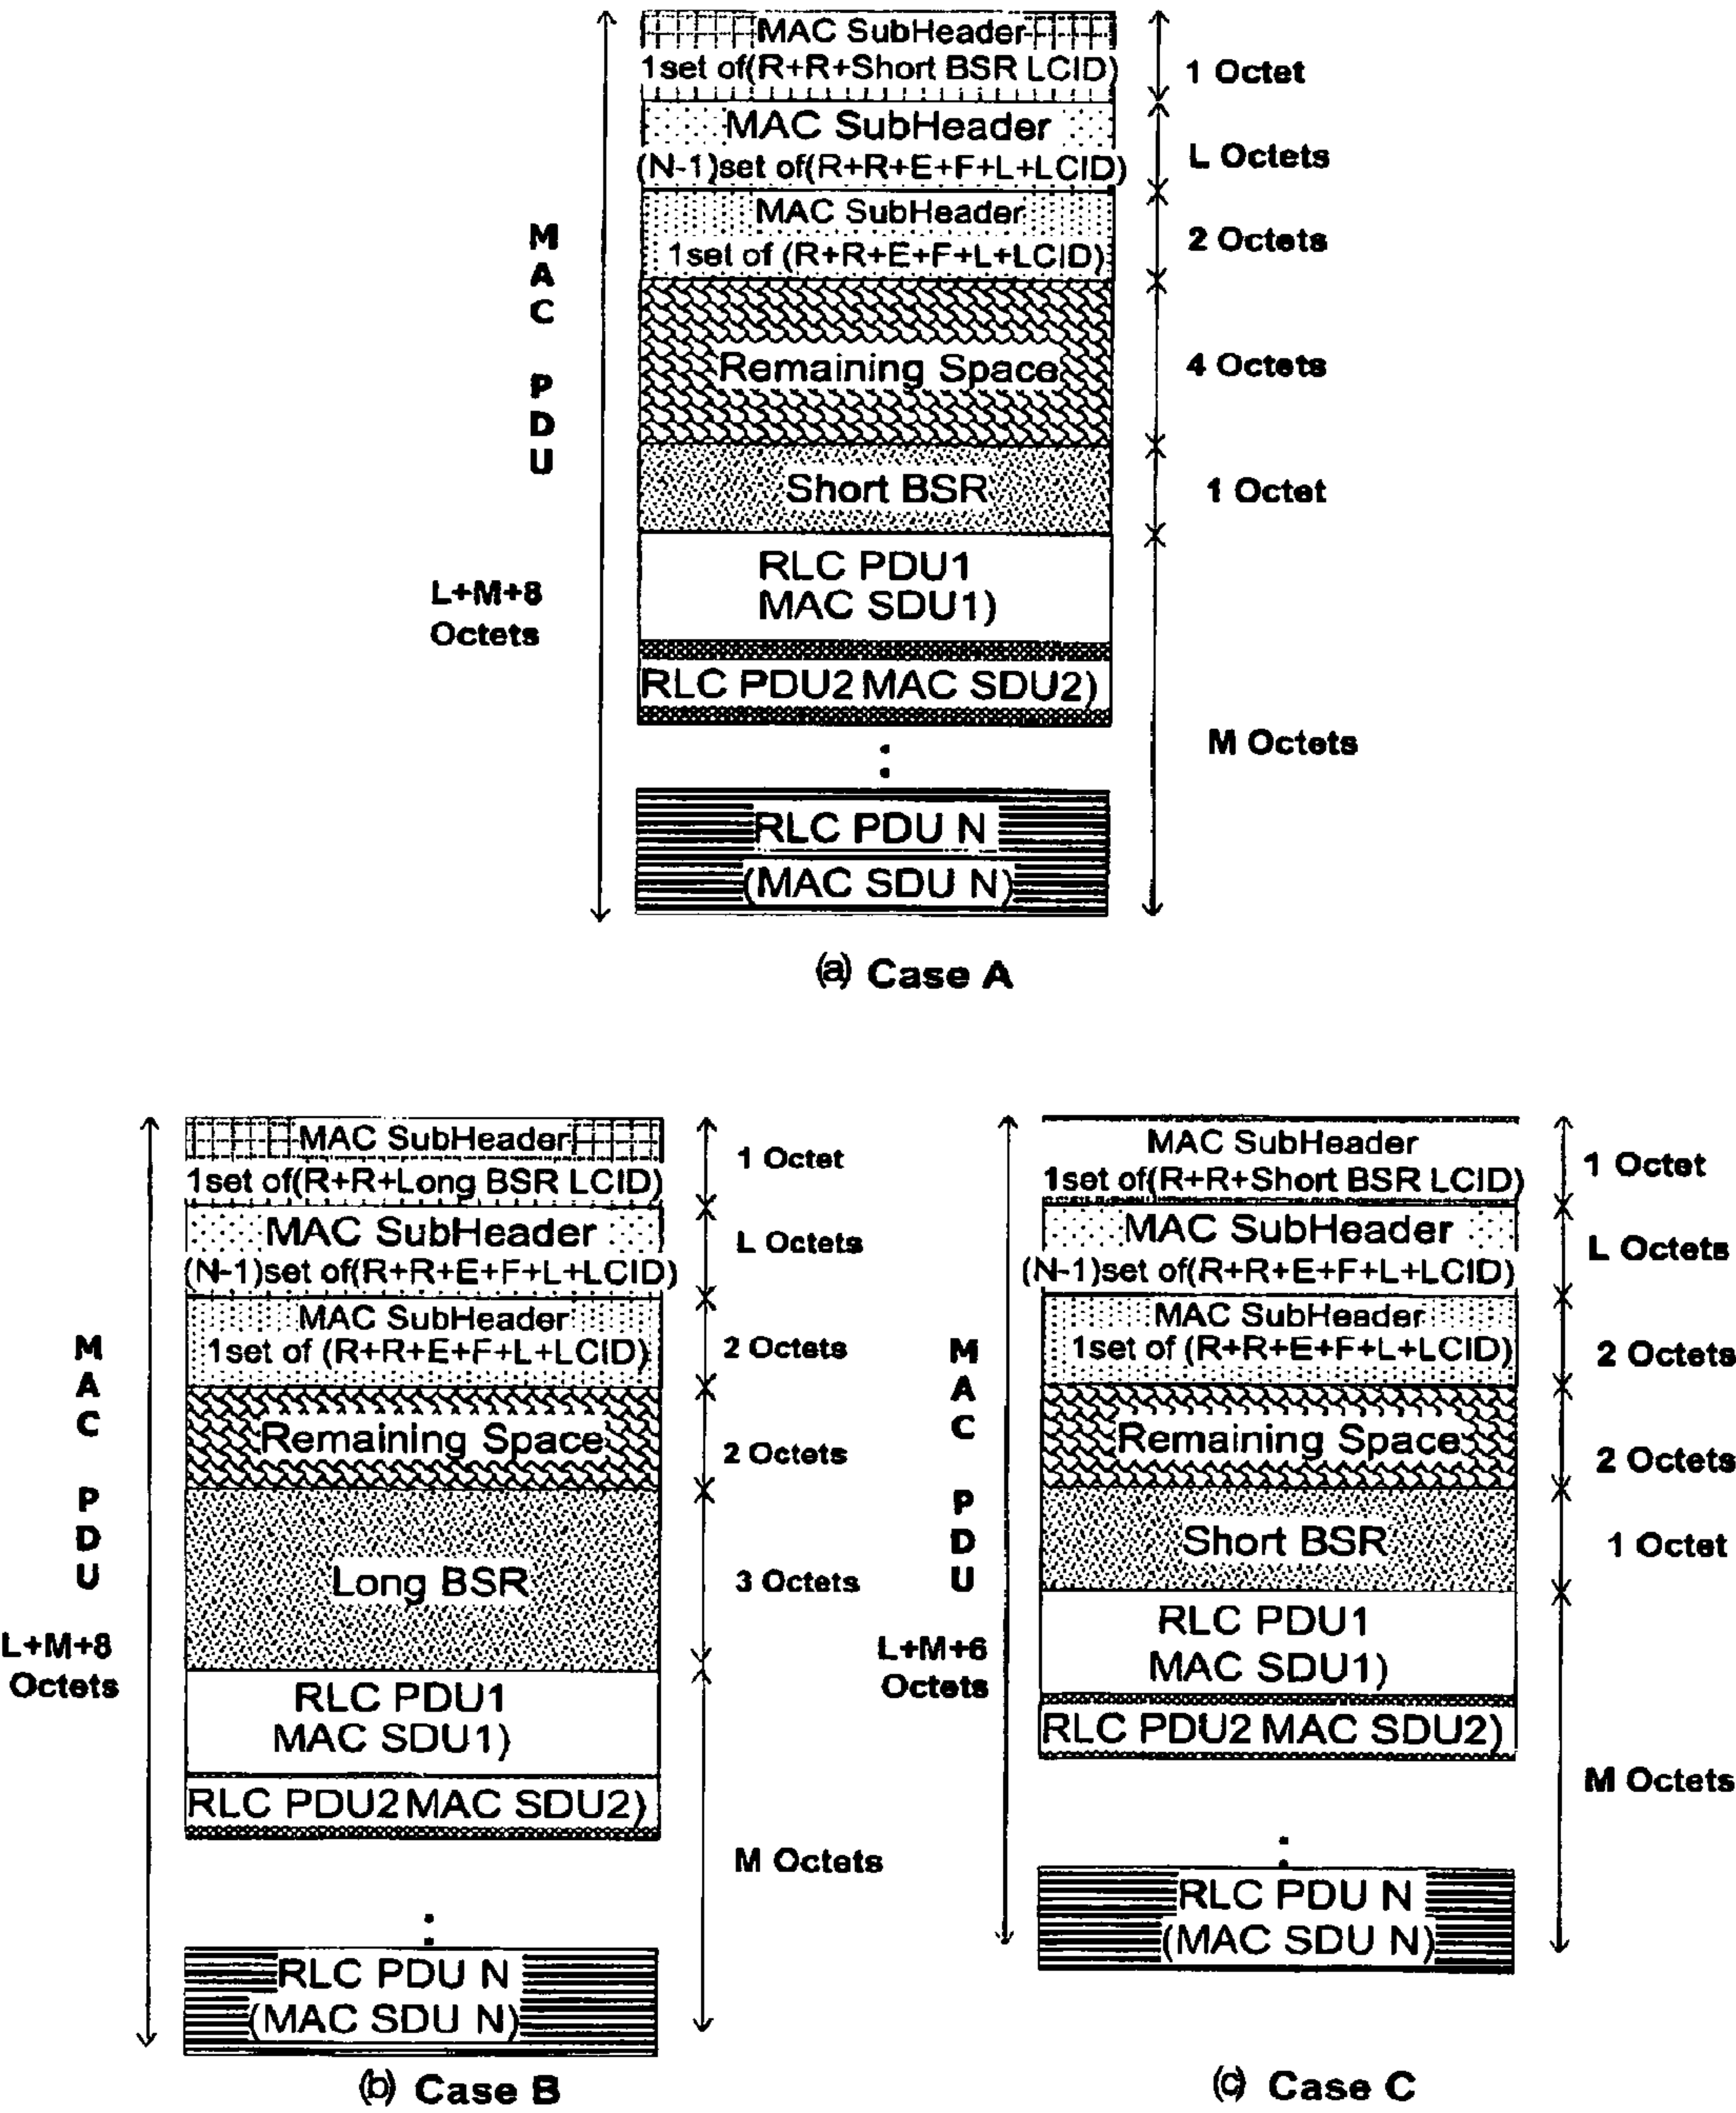 MAC SubHeader
1set of(R+R+Short BSR LCID)
1 Octet
MAC SubHeader
(N-1)set of(R+R+E+F+L+LCID)
L Octets
MAC SubHeader
1set of (R+R+E+F+L+LCID)
2 Octets
Remaining Space
4 Octets
Short BSR
1 Octet
MAC PDU
L+M+8
Octets
RLC PDU1
MAC SDU1)
RLC PDU2 MAC SDU2)
:
RLC PDU N
(MAC SDU N)
M Octets
(a) Case A
MAC SubHeader
1set of(R+R+Long BSR LCID)
1 Octet
MAC SubHeader
(N-1)set of(R+R+E+F+L+LCID)
L Octets
MAC SubHeader
1set of (R+R+E+F+L+LCID)
2 Octets
Remaining Space
2 Octets
Long BSR
3 Octets
MAC PDU
L+M+8
Octets
RLC PDU1
MAC SDU1)
RLC PDU2 MAC SDU2)
:
RLC PDU N
(MAC SDU N)
M Octets
(b) Case B
MAC SubHeader
1set of(R+R+Short BSR LCID)
1 Octet
MAC SubHeader
(N-1)set of(R+R+E+F+L+LCID)
L Octets
MAC SubHeader
1set of (R+R+E+F+L+LCID)
2 Octets
Remaining Space
2 Octets
Short BSR
1 Octet
MAC PDU
L+M+6
Octets
RLC PDU1
MAC SDU1)
RLC PDU2 MAC SDU2)
:
RLC PDU N
(MAC SDU N)
M Octets
(c) Case C